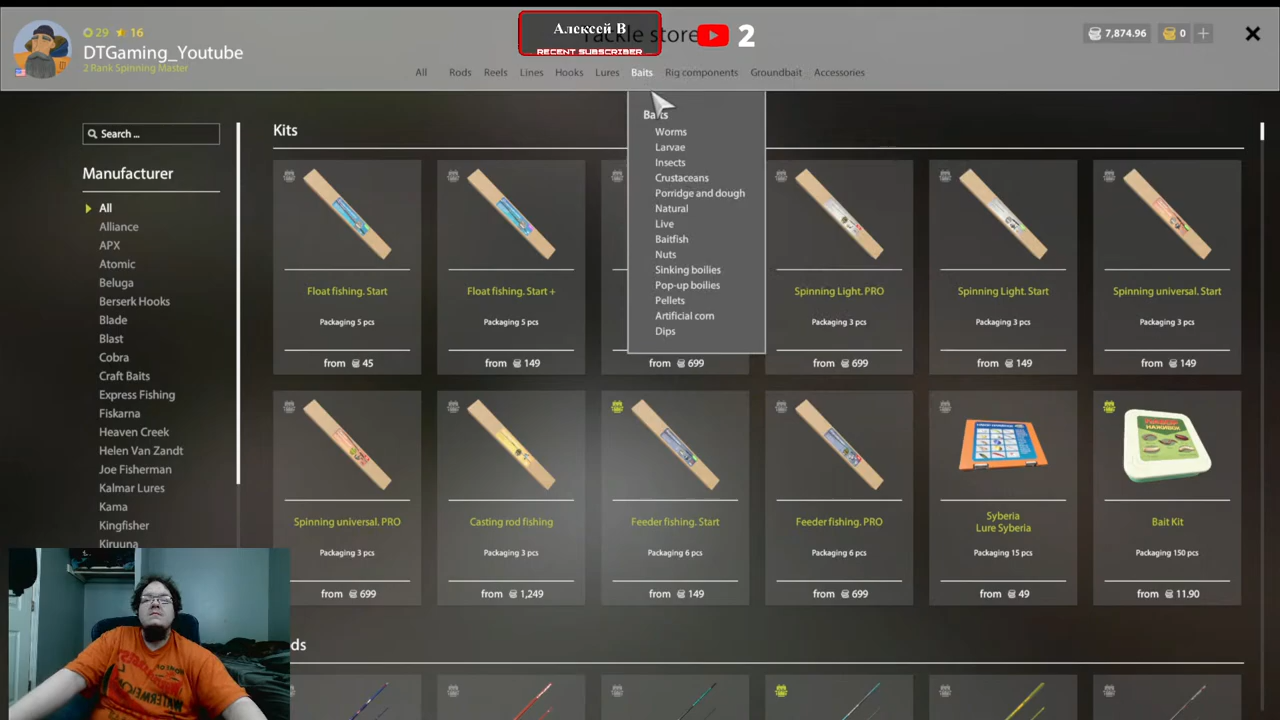 29 16
DTGaming_Youtube
2 Rank Spinning Master
Алексей В
RECENT SUBSCRIBER
2
Tackle store
7,874.96
0
All Rods Reels Lines Hooks Lures Baits Rig components Groundbait Accessories
Baits
Worms
Larvae
Insects
Crustaceans
Porridge and dough
Natural
Live
Baitfish
Nuts
Sinking boilies
Pop-up boilies
Pellets
Artificial corn
Dips
Search ...
Manufacturer
All
Alliance
APX
Atomic
Beluga
Berserk Hooks
Blade
Blast
Cobra
Craft Baits
Express Fishing
Fiskarna
Heaven Creek
Helen Van Zandt
Joe Fisherman
Kalmar Lures
Kama
Kingfisher
Kiruuna
Kits
Float fishing. Start
Packaging 5 pcs
from 45
Float fishing. Start +
Packaging 5 pcs
from 149
from 699
Spinning Light. PRO
Packaging 3 pcs
from 699
Spinning Light. Start
Packaging 3 pcs
from 149
Spinning universal. Start
Packaging 3 pcs
from 149
Spinning universal. PRO
Packaging 3 pcs
from 699
Casting rod fishing
Packaging 3 pcs
from 1,249
Feeder fishing. Start
Packaging 6 pcs
from 149
Feeder fishing. PRO
Packaging 6 pcs
from 699
Syberia
Lure Syberia
Packaging 15 pcs
from 49
Bait Kit
Packaging 150 pcs
from 11.90
ds